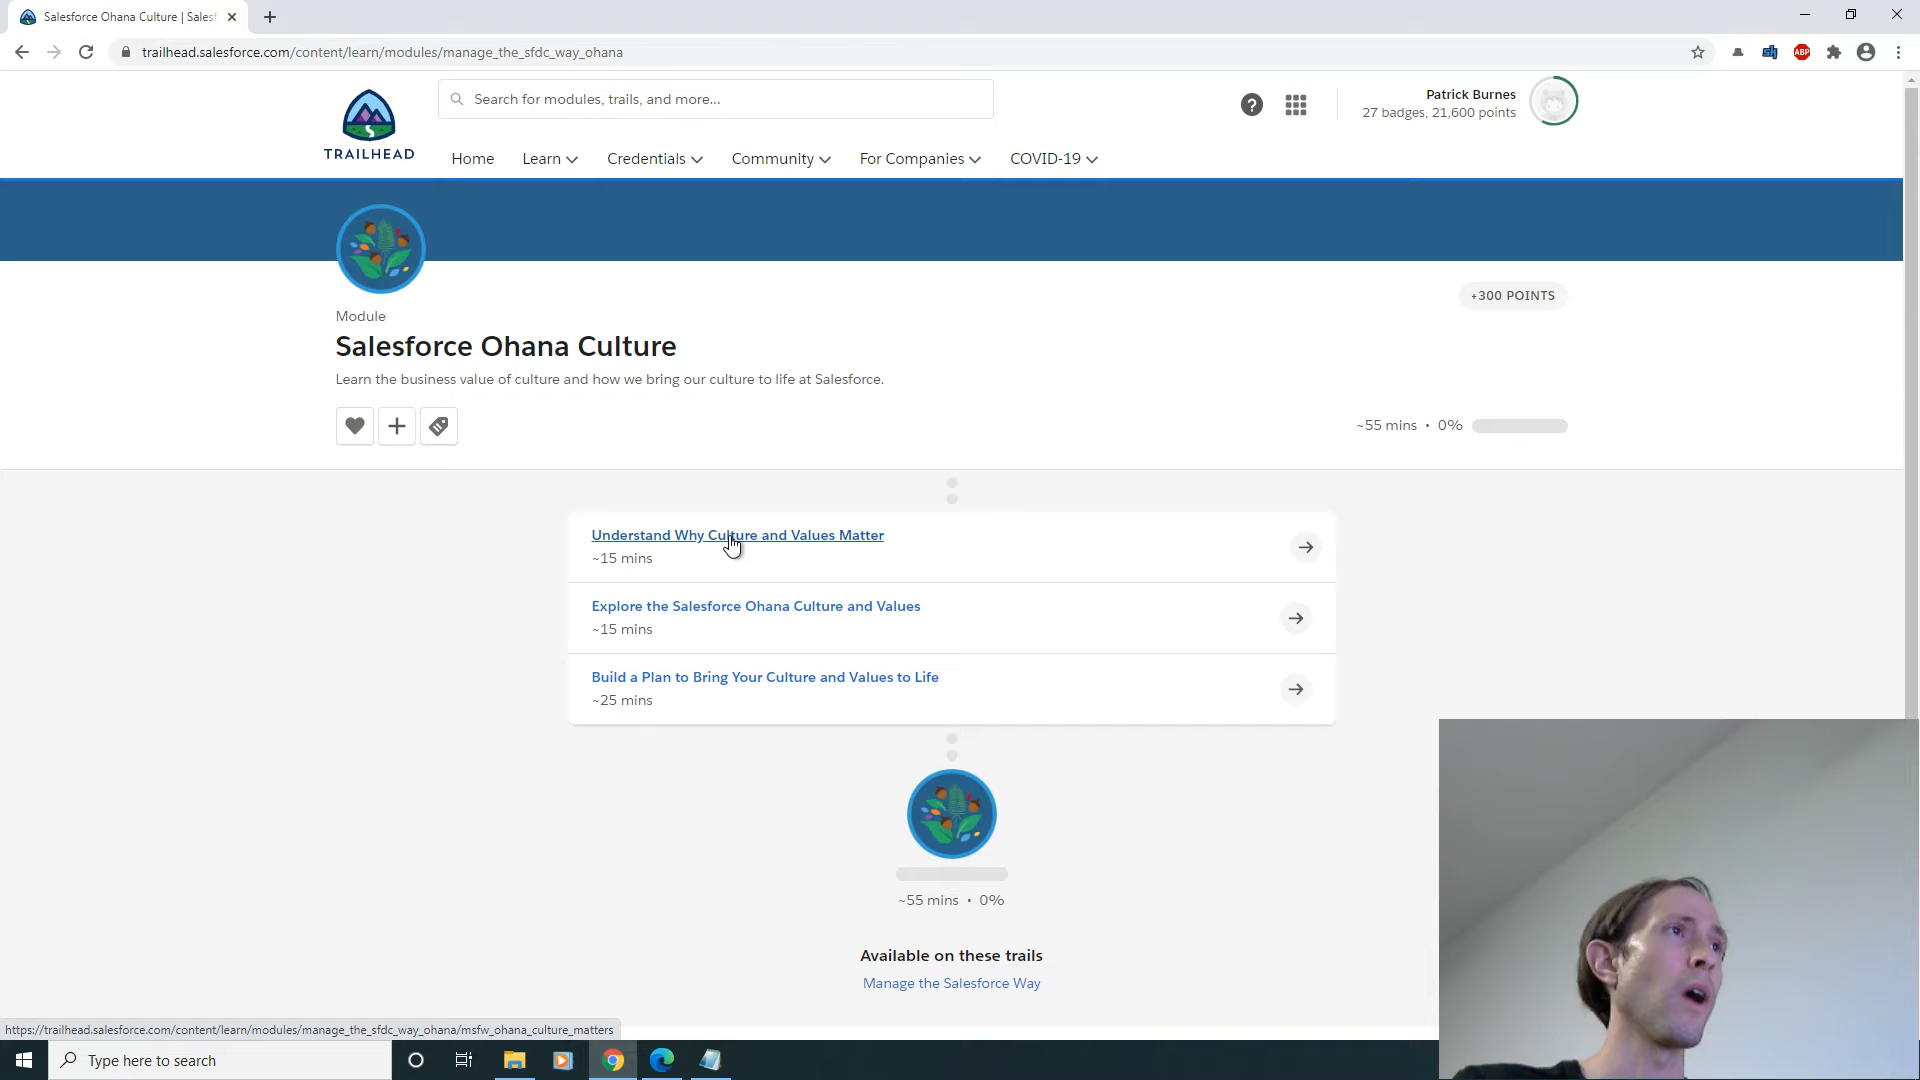 Salesforce Ohana Culture | Salesf
trailhead.salesforce.com/content/learn/modules/manage_the_sfdc_way_ohana
ABP
TRAILHEAD
Search for modules, trails, and more...
?
Patrick Burnes
27 badges, 21,600 points
Home Learn Credentials Community For Companies COVID-19
+300 POINTS
Module
Salesforce Ohana Culture
Learn the business value of culture and how we bring our culture to life at Salesforce.
~55 mins • 0%
Understand Why Culture and Values Matter
~15 mins
Explore the Salesforce Ohana Culture and Values
~15 mins
Build a Plan to Bring Your Culture and Values to Life
~25 mins
~55 mins • 0%
Available on these trails
Manage the Salesforce Way
https://trailhead.salesforce.com/content/learn/modules/manage_the_sfdc_way_ohana/msfw_ohana_culture_matters
Type here to search